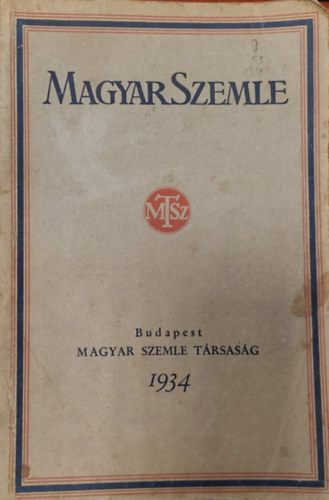 MAGYAR SZEMLE
MTSZ
Budapest
MAGYAR SZEMLE TÁRSASÁG
1934